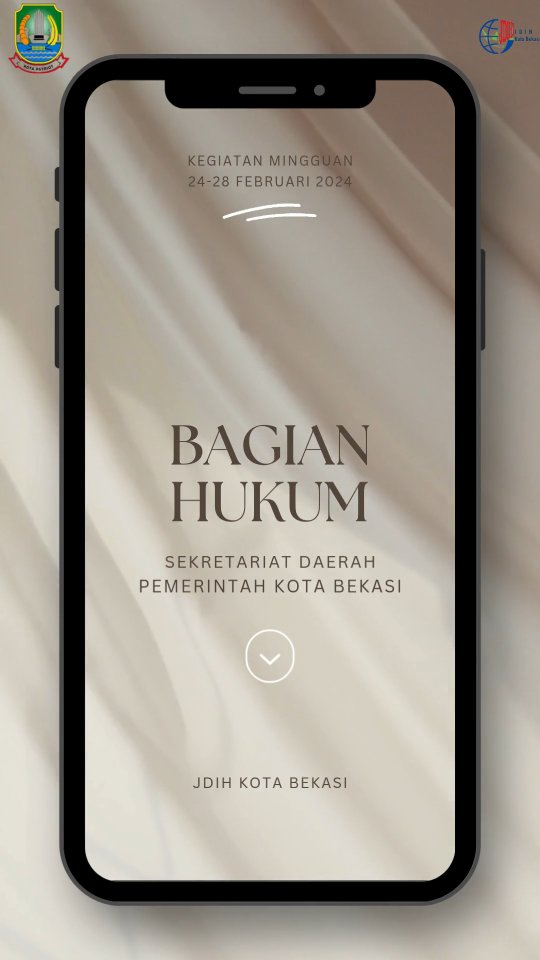 KOTA PATRIOT
JDIH
Kota Bekasi
KEGIATAN MINGGUAN
24-28 FEBRUARI 2024
BAGIAN
HUKUM
SEKRETARIAT DAERAH
PEMERINTAH KOTA BEKASI
JDIH KOTA BEKASI